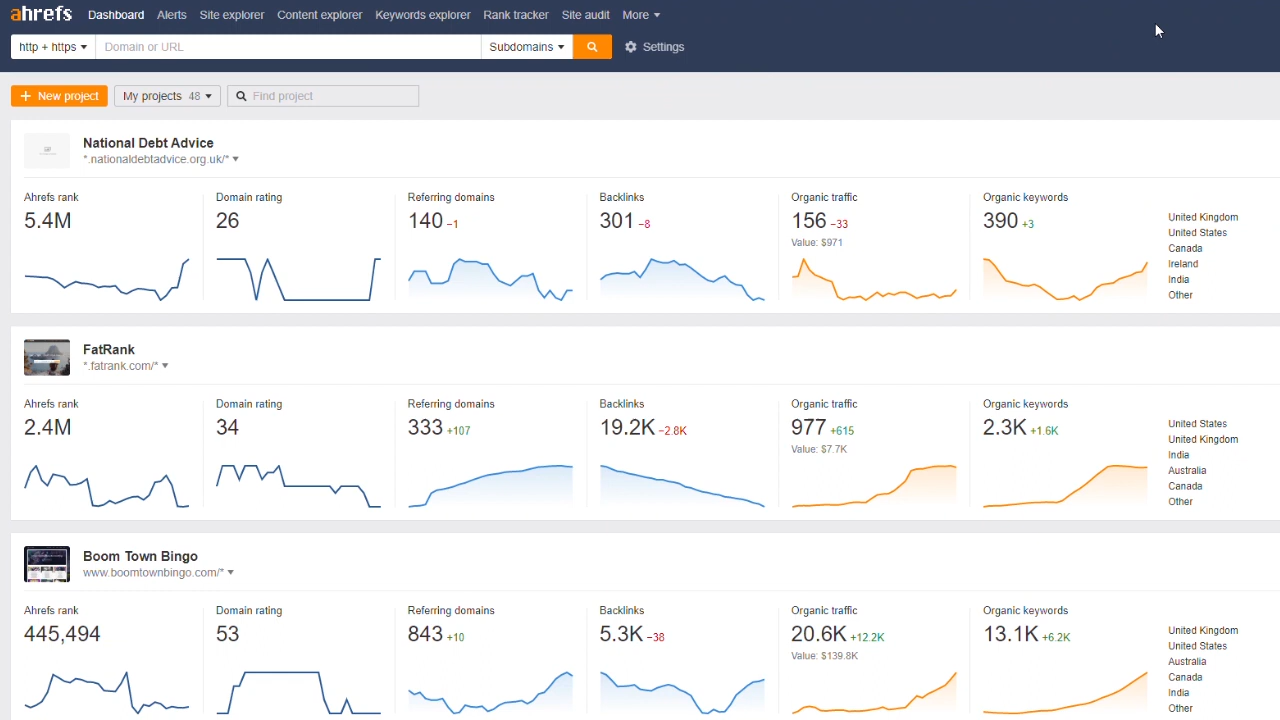 ahrefs Dashboard Alerts Site explorer Content explorer Keywords explorer Rank tracker Site audit More
http + https Domain or URL Subdomains Settings
New project My projects 48 Find project
National Debt Advice
*.nationaldebtadvice.org.uk/*
Ahrefs rank Domain rating Referring domains Backlinks Organic traffic Organic keywords
5.4M 26 140 −1 301 −8 156 −33 390 +3
Value: $971
United Kingdom
United States
Canada
Ireland
India
Other
FatRank
*.fatrank.com/*
Ahrefs rank Domain rating Referring domains Backlinks Organic traffic Organic keywords
2.4M 34 333 +107 19.2K −2.8K 977 +615 2.3K +1.6K
Value: $7.7K
United States
United Kingdom
India
Australia
Canada
Other
Boom Town Bingo
www.boomtownbingo.com/*
Ahrefs rank Domain rating Referring domains Backlinks Organic traffic Organic keywords
445,494 53 843 +10 5.3K −38 20.6K +12.2K 13.1K +6.2K
Value: $139.8K
United Kingdom
United States
Australia
Canada
India
Other